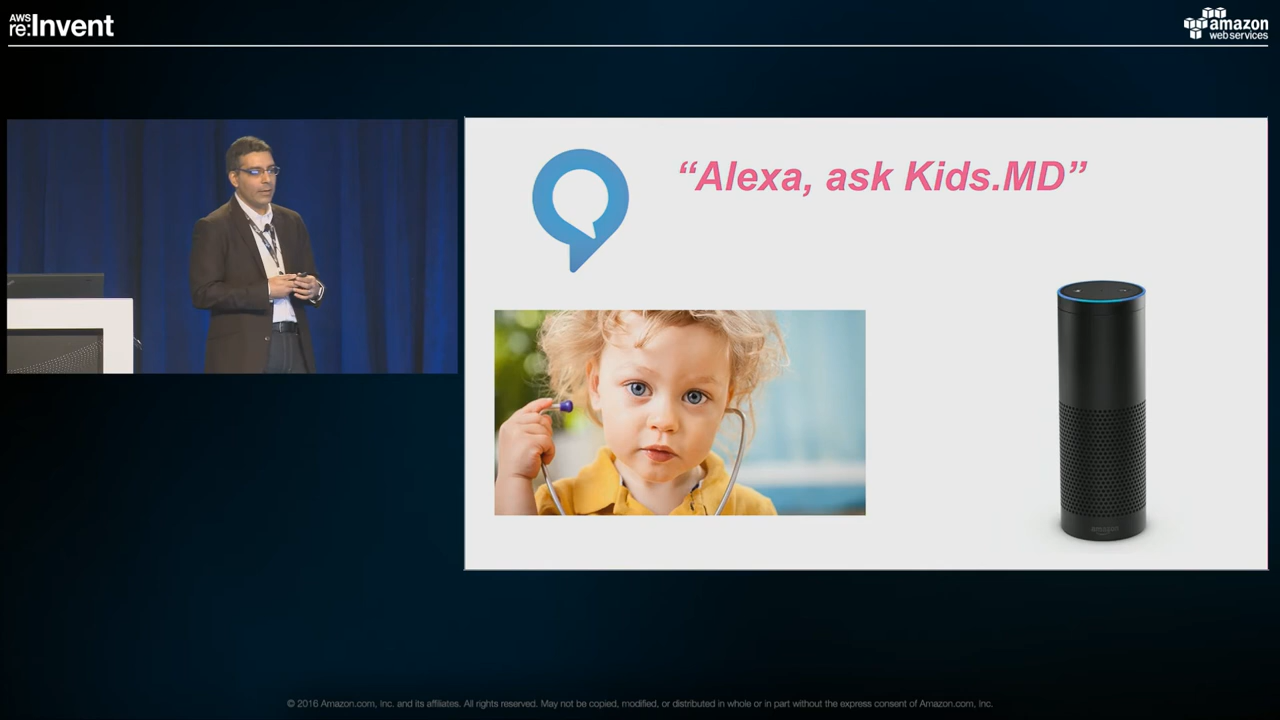 AWS
re:Invent
amazon
web services
“Alexa, ask Kids.MD”
amazon
© 2016 Amazon.com, Inc. and its affiliates. All rights reserved. May not be copied, modified, or distributed in whole or in part without the express consent of Amazon.com, Inc.